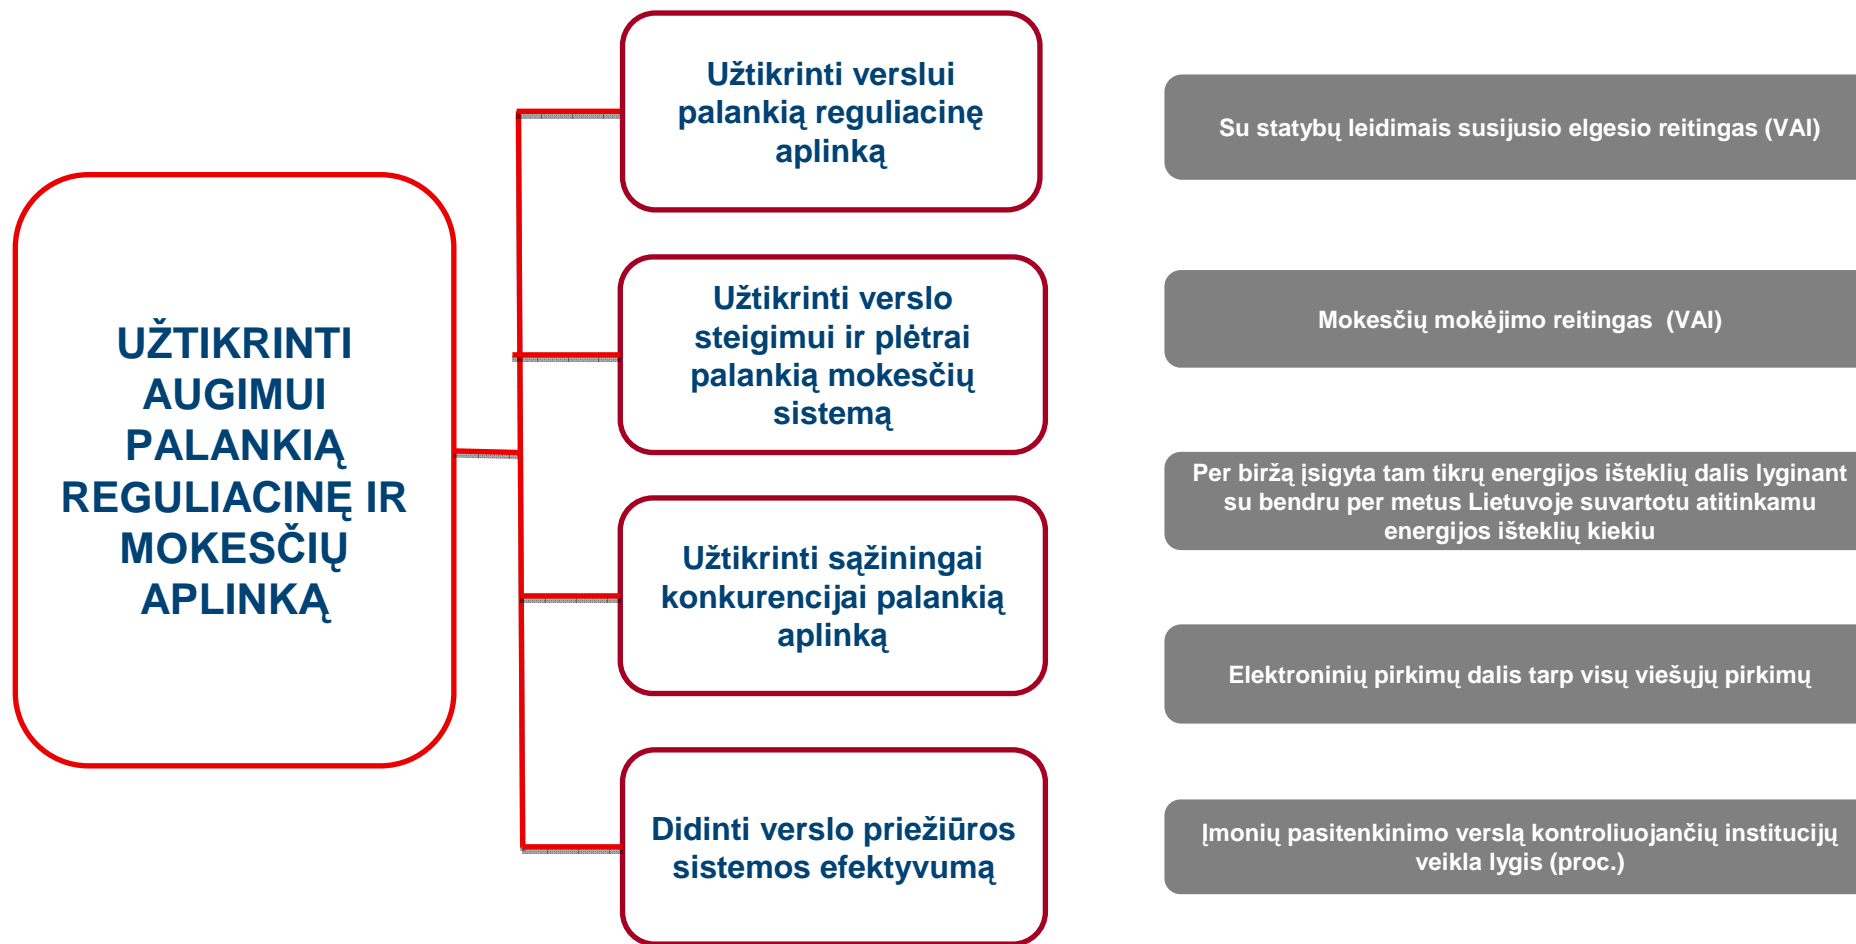 UŽTIKRINTI
AUGIMUI
PALANKIĄ
REGULIACINĘ IR
MOKESČIŲ
APLINKĄ
Užtikrinti verslui
palankią reguliacinę
aplinką
Užtikrinti verslo
steigimui ir plėtrai
palankią mokesčių
sistemą
Užtikrinti sąžiningai
konkurencijai palankią
aplinką
Didinti verslo priežiūros
sistemos efektyvumą
Su statybų leidimais susijusio elgesio reitingas (VAI)
Mokesčių mokėjimo reitingas  (VAI)
Per biržą įsigyta tam tikrų energijos išteklių dalis lyginant
su bendru per metus Lietuvoje suvartotu atitinkamu
energijos išteklių kiekiu
Elektroninių pirkimų dalis tarp visų viešųjų pirkimų
Įmonių pasitenkinimo verslą kontroliuojančių institucijų
veikla lygis (proc.)